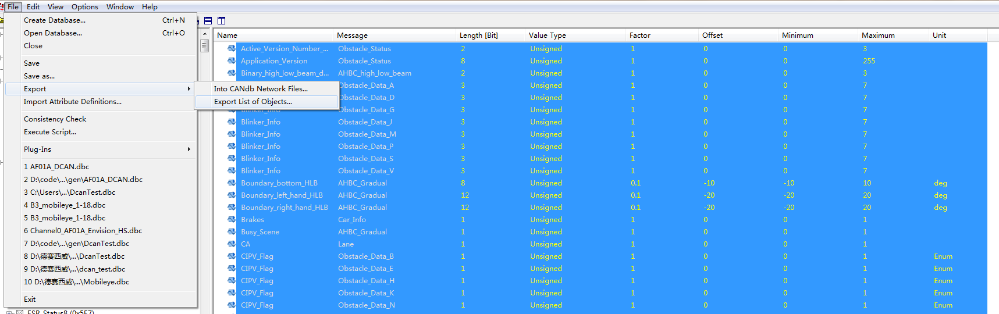 File Edit View Options Window Help
Create Database... Ctrl+N
Open Database... Ctrl+O
Close
Save
Save as...
Export
Import Attribute Definitions...
Consistency Check
Execute Script...
Plug-Ins
1 AF01A_DCAN.dbc
2 D:\code\...\gen\AF01A_DCAN.dbc
3 C:\Users\...\DcanTest.dbc
4 B3_mobileye_1-18.dbc
5 B3_mobileye_1-18.dbc
6 Channel0_AF01A_Envision_HS.dbc
7 D:\code\...\gen\DcanTest.dbc
8 D:\德赛西威\...\DcanTest.dbc
9 D:\德赛西威\...\dcan_test.dbc
10 D:\德赛西威\...\Mobileye.dbc
Exit
ESR_Status8 (0x5E7)
Into CANdb Network Files...
Export List of Objects...
Name Message Length [Bit] Value Type Factor Offset Minimum Maximum Unit
Active_Version_Number_... Obstacle_Status 2 Unsigned 1 0 0 3
Application_Version Obstacle_Status 8 Unsigned 1 0 0 255
Binary_high_low_beam_d... AHBC_high_low_beam 2 Unsigned 1 0 0 3
Obstacle_Data_A 3 Unsigned 1 0 0 7
Obstacle_Data_D 3 Unsigned 1 0 0 7
Blinker_Info Obstacle_Data_G 3 Unsigned 1 0 0 7
Blinker_Info Obstacle_Data_J 3 Unsigned 1 0 0 7
Blinker_Info Obstacle_Data_M 3 Unsigned 1 0 0 7
Blinker_Info Obstacle_Data_P 3 Unsigned 1 0 0 7
Blinker_Info Obstacle_Data_S 3 Unsigned 1 0 0 7
Blinker_Info Obstacle_Data_V 3 Unsigned 1 0 0 7
Boundary_bottom_HLB AHBC_Gradual 8 Unsigned 0.1 -10 -10 10 deg
Boundary_left_hand_HLB AHBC_Gradual 12 Unsigned 0.1 -20 -20 20 deg
Boundary_right_hand_HLB AHBC_Gradual 12 Unsigned 0.1 -20 -20 20 deg
Brakes Car_Info 1 Unsigned 1 0 0 1
Busy_Scene AHBC_Gradual 1 Unsigned 1 0 0 1
CA Lane 1 Unsigned 1 0 0 1
CIPV_Flag Obstacle_Data_B 1 Unsigned 1 0 0 1 Enum
CIPV_Flag Obstacle_Data_E 1 Unsigned 1 0 0 1 Enum
CIPV_Flag Obstacle_Data_H 1 Unsigned 1 0 0 1 Enum
CIPV_Flag Obstacle_Data_K 1 Unsigned 1 0 0 1 Enum
CIPV_Flag Obstacle_Data_N 1 Unsigned 1 0 0 1 Enum